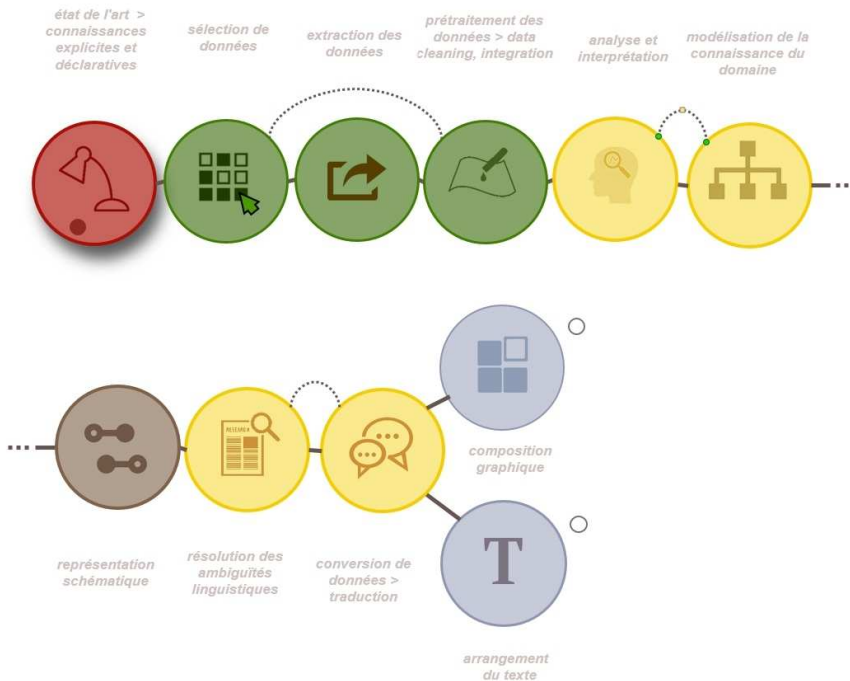 état de l'art >
connaissances
explicites et
déclaratives
sélection de
données
extraction des
données
prétraitement des
données > data
cleaning, integration
analyse et
interprétation
modélisation de la
connaissance du
domaine
RESEARCH
composition
graphique
représentation
schématique
résolution des
ambiguïtés
linguistiques
conversion de
données >
traduction
T
arrangement
du texte